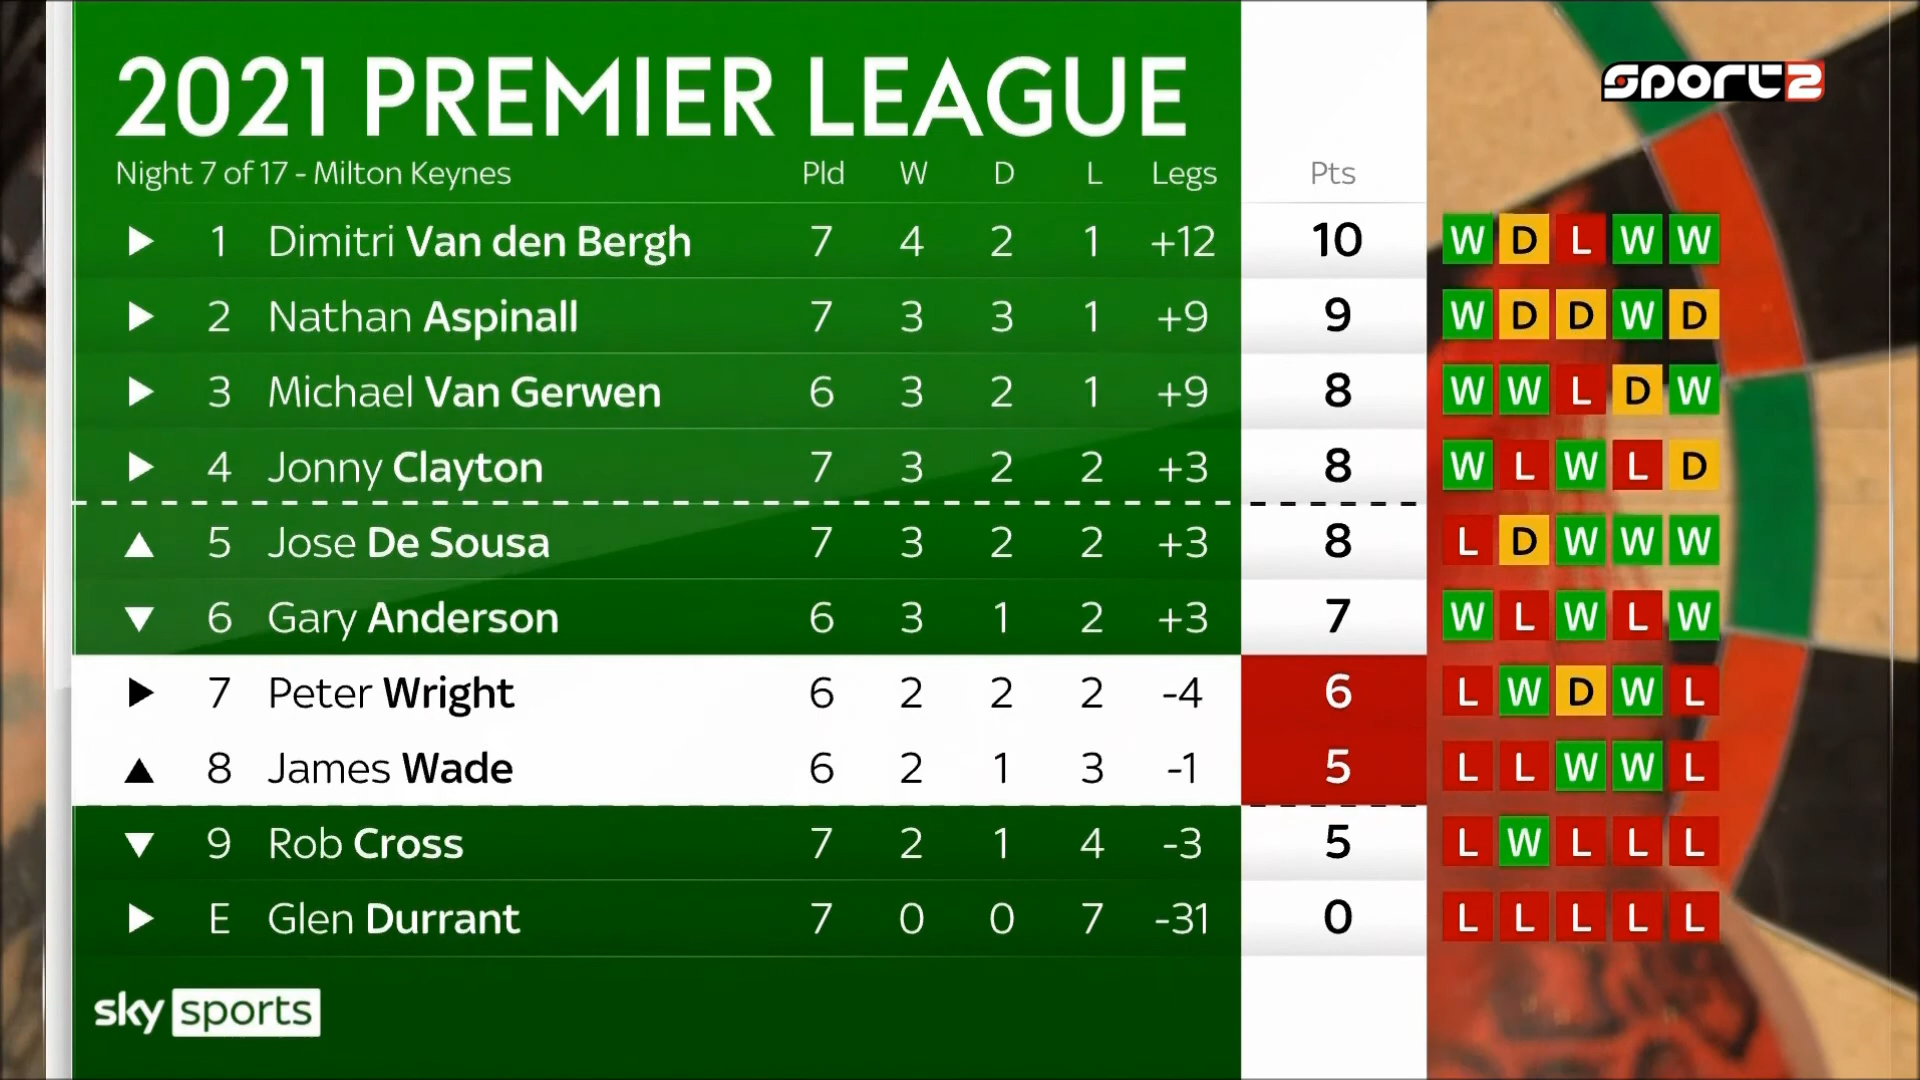 2021 PREMIER LEAGUE
sport2
Night 7 of 17 - Milton Keynes Pld W D L Legs Pts
1 Dimitri Van den Bergh 7 4 2 1 +12 10 W D L W W
2 Nathan Aspinall 7 3 3 1 +9 9 W D D W D
3 Michael Van Gerwen 6 3 2 1 +9 8 W W L D W
4 Jonny Clayton 7 3 2 2 +3 8 W L W L D
5 Jose De Sousa 7 3 2 2 +3 8 L D W W W
6 Gary Anderson 6 3 1 2 +3 7 W L W L W
7 Peter Wright 6 2 2 2 -4 6 L W D W L
8 James Wade 6 2 1 3 -1 5 L L W W L
9 Rob Cross 7 2 1 4 -3 5 L W L L L
E Glen Durrant 7 0 0 7 -31 0 L L L L L
sky sports